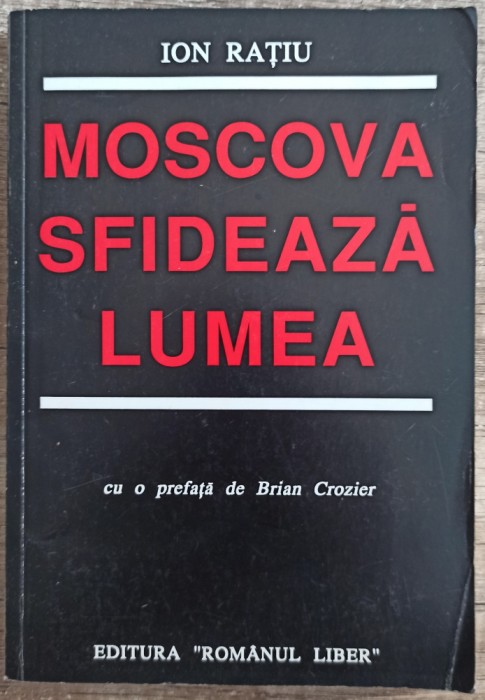 ION RAȚIU
MOSCOVA
SFIDEAZĂ
LUMEA
cu o prefață de Brian Crozier
EDITURA "ROMÂNUL LIBER"